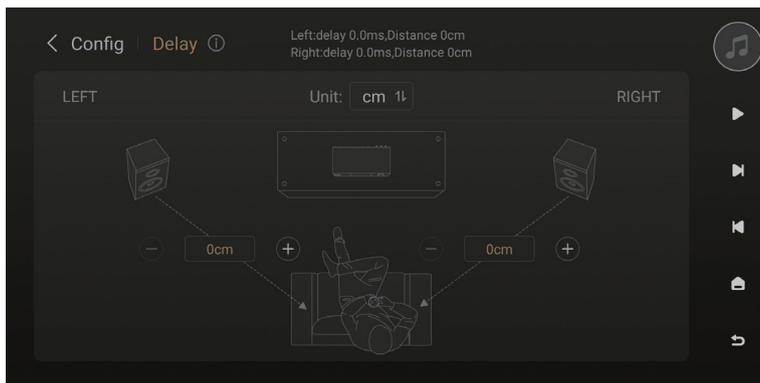 Config Delay
Left:delay 0.0ms,Distance 0cm
Right:delay 0.0ms,Distance 0cm
LEFT Unit: cm RIGHT
0cm 0cm